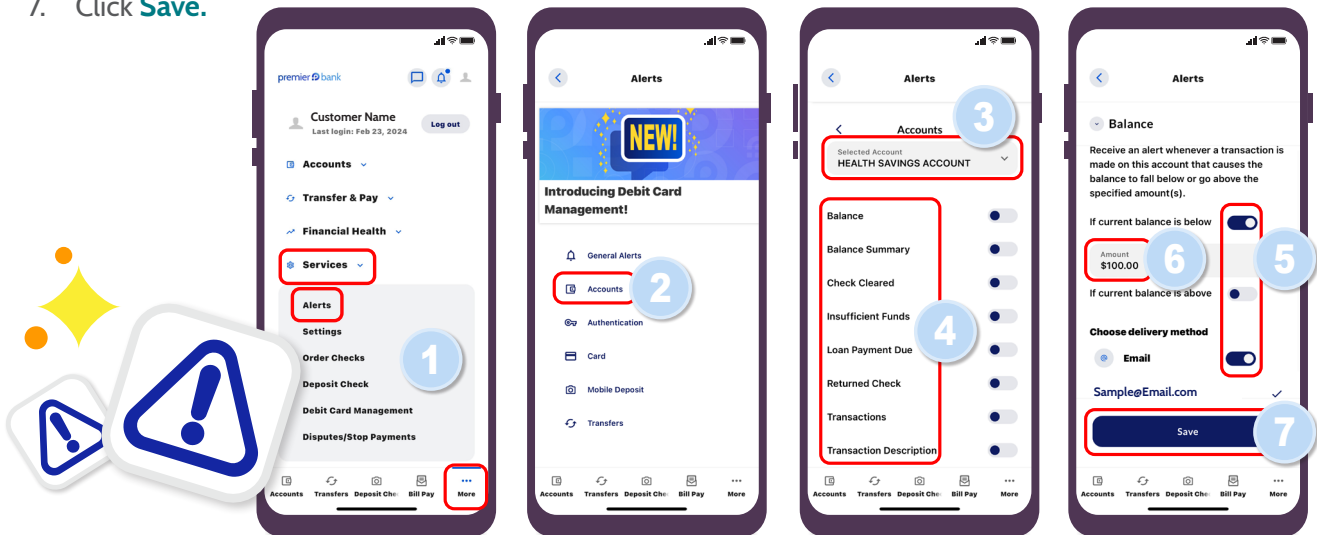 7. Click Save.
premier bank
Customer Name
Last login: Feb 23, 2024
Log out
Accounts
Transfer & Pay
Financial Health
Services
Alerts
Settings
Order Checks
1
Deposit Check
Debit Card Management
Disputes/Stop Payments
Accounts Transfers Deposit Che Bill Pay More
Alerts
NEW!
Introducing Debit Card
Management!
General Alerts
Accounts
2
Authentication
Card
Mobile Deposit
Transfers
Accounts Transfers Deposit Che Bill Pay More
Alerts
3
Accounts
Selected Account
HEALTH SAVINGS ACCOUNT
Balance
Balance Summary
Check Cleared
Insufficient Funds
4
Loan Payment Due
Returned Check
Transactions
Transaction Description
Accounts Transfers Deposit Che Bill Pay More
Alerts
Balance
Receive an alert whenever a transaction is
made on this account that causes the
balance to fall below or go above the
specified amount(s).
If current balance is below
Amount
$100.00
6
5
If current balance is above
Choose delivery method
@ Email
Sample@Email.com
Save
7
Accounts Transfers Deposit Che Bill Pay More